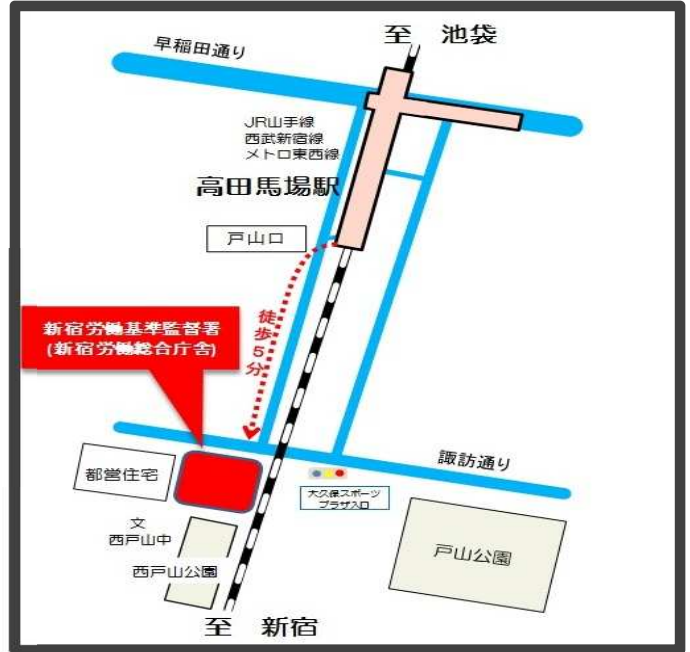 至 池袋
早稲田通り
JR山手線
西武新宿線
メトロ東西線
高田馬場駅
戸山口
徒歩5分
新宿労働基準監督署
(新宿労働総合庁舎)
諏訪通り
都営住宅
大久保スポーツ
プラザ入口
文
西戸山中
西戸山公園
戸山公園
至 新宿